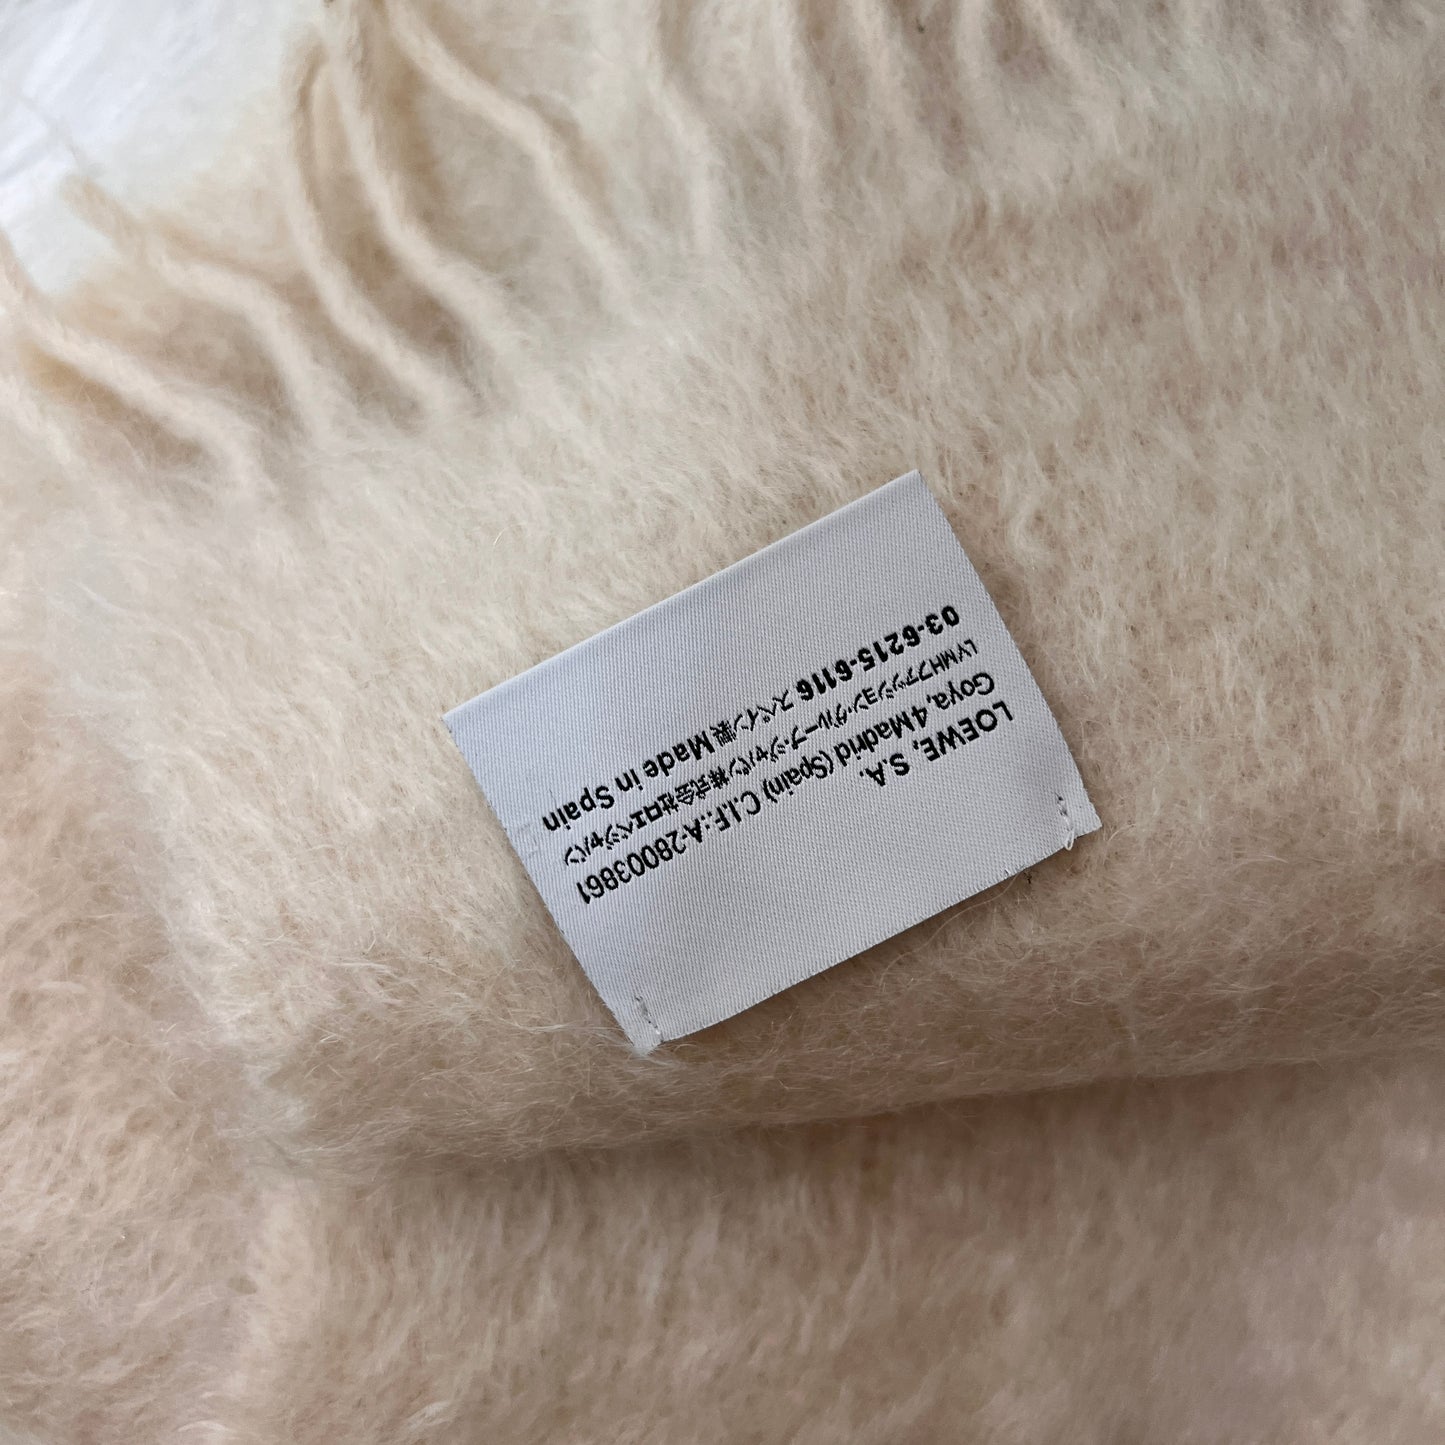 LOEWE, S.A.
Goya, 4 Madrid (Spain) C.I.F.: A-28003861
LVMHファッション・グループ・ジャパン株式会社ロエベジャパン
03-6215-6116 スペイン製 Made in Spain